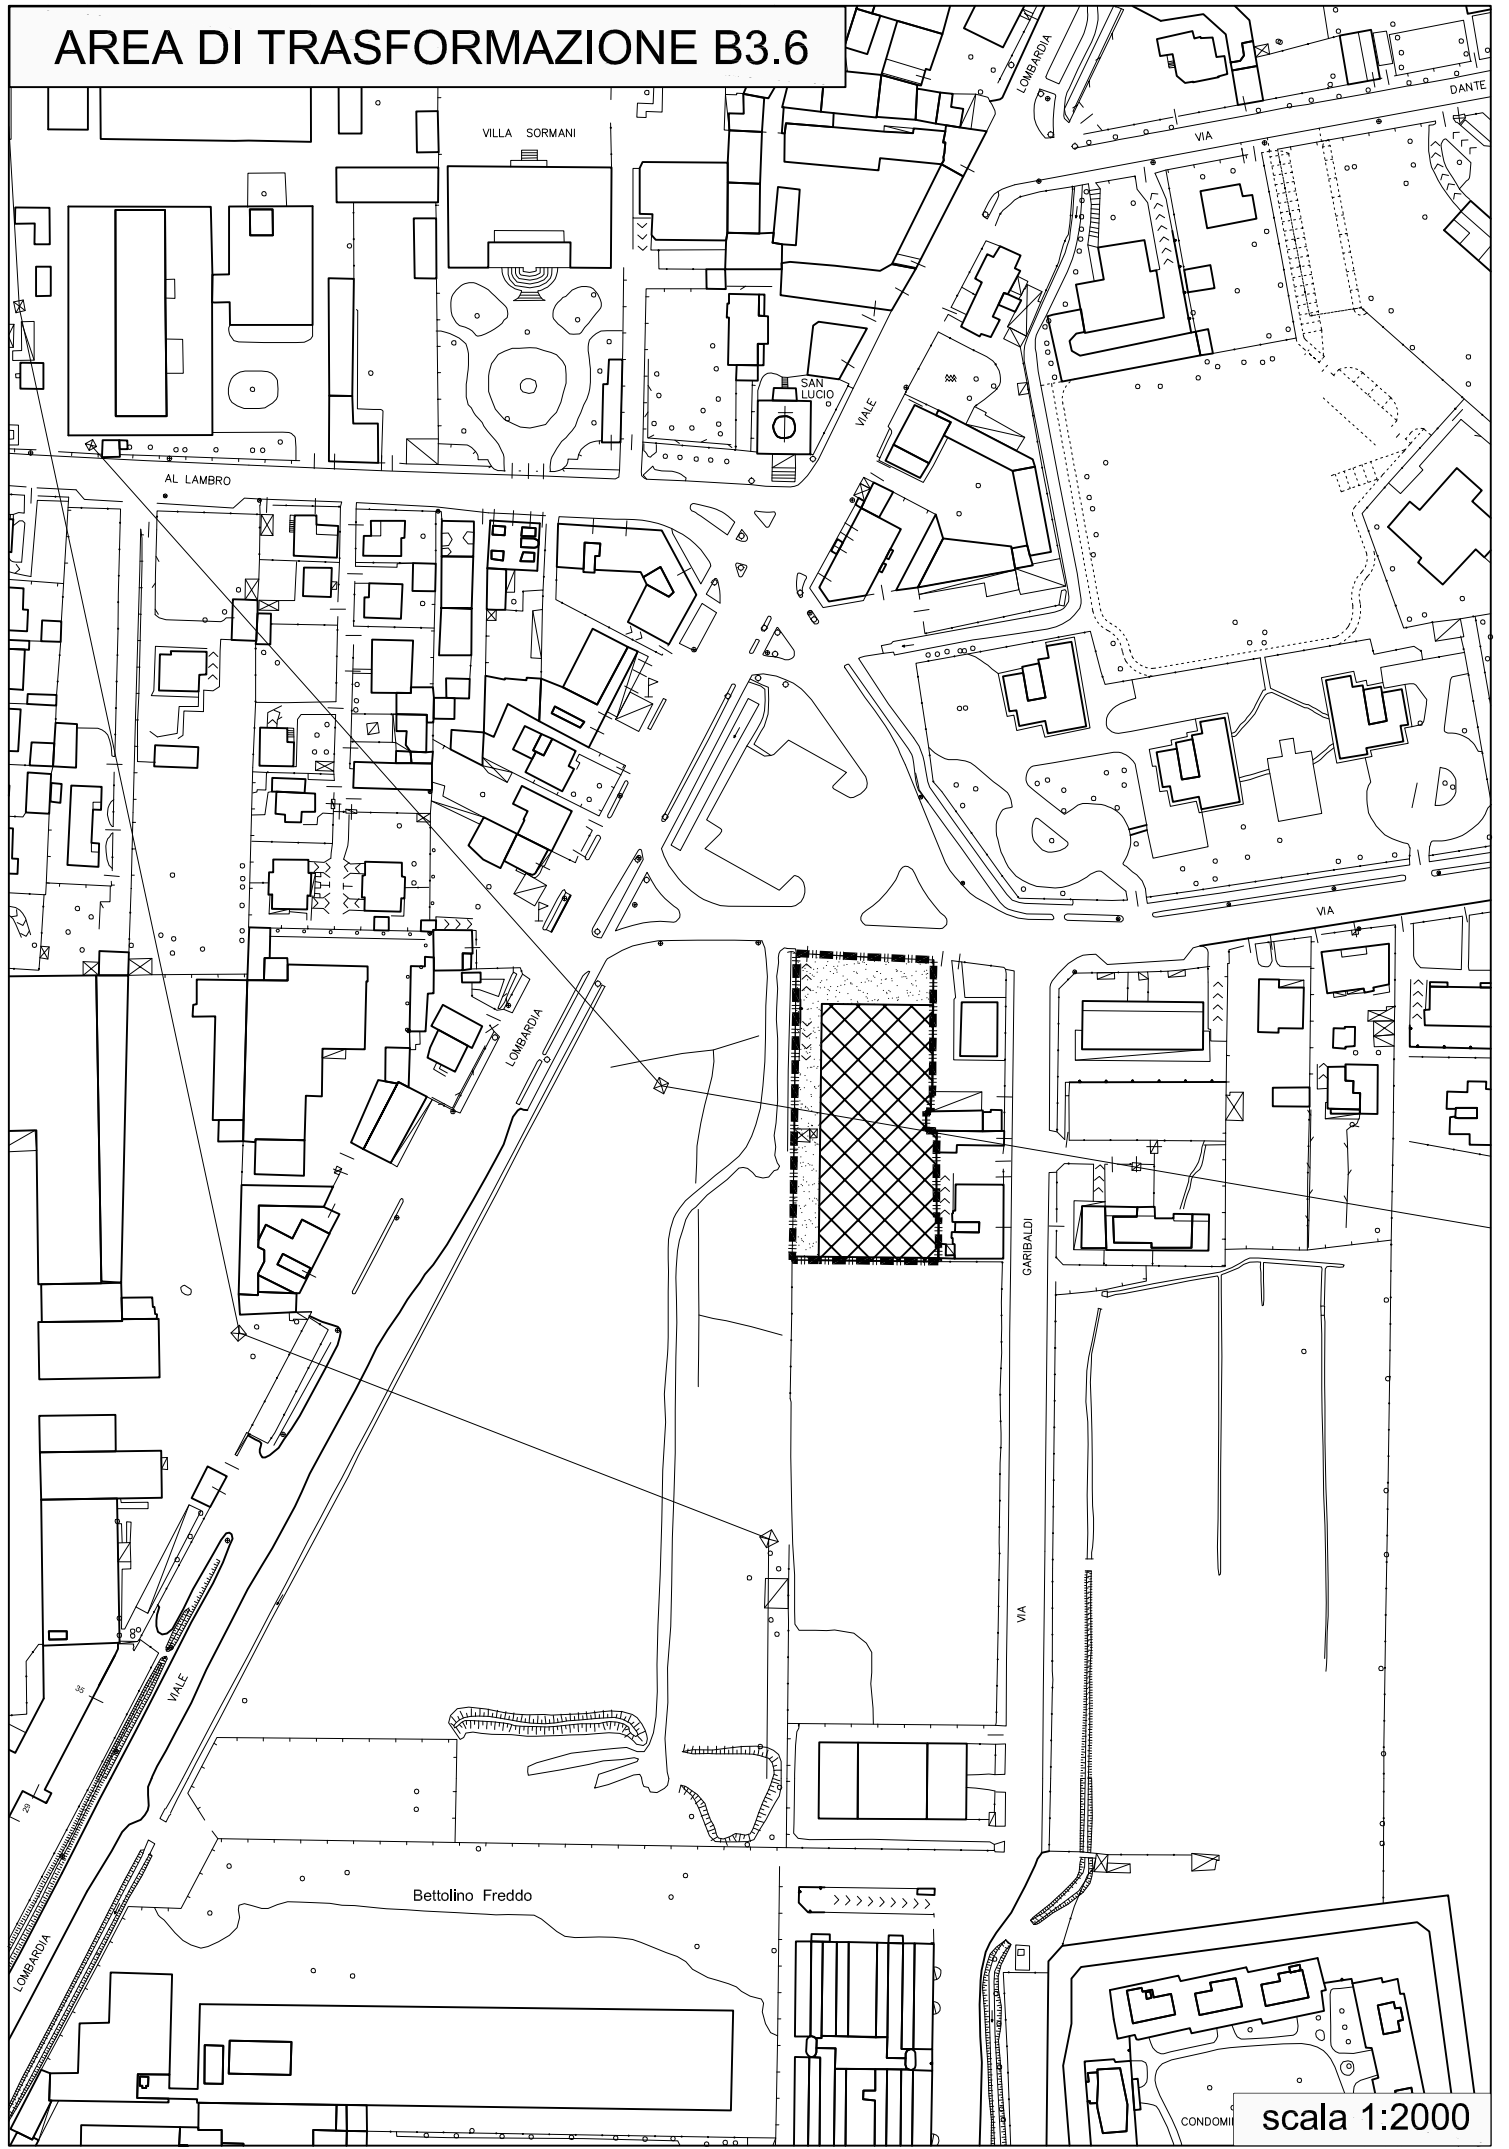 AREA DI TRASFORMAZIONE B3.6
LOMBARDIA
DANTE
VIA
VILLA SORMANI
SAN
LUCIO
VIALE
AL LAMBRO
VIA
LOMBARDIA
GARIBALDI
VIA
VIALE
35
29
Bettolino Freddo
LOMBARDIA
CONDOMI
scala 1:2000